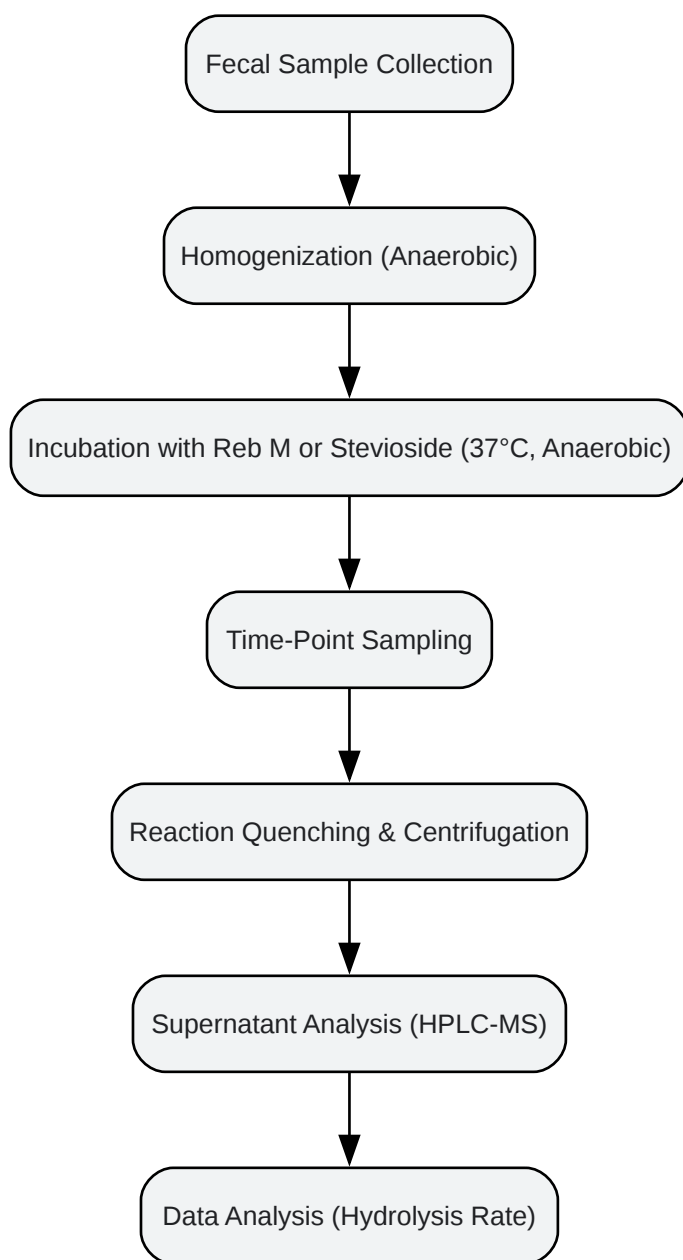 Fecal Sample Collection
Homogenization (Anaerobic)
Incubation with Reb M or Stevioside (37°C, Anaerobic)
Time-Point Sampling
Reaction Quenching & Centrifugation
Supernatant Analysis (HPLC-MS)
Data Analysis (Hydrolysis Rate)